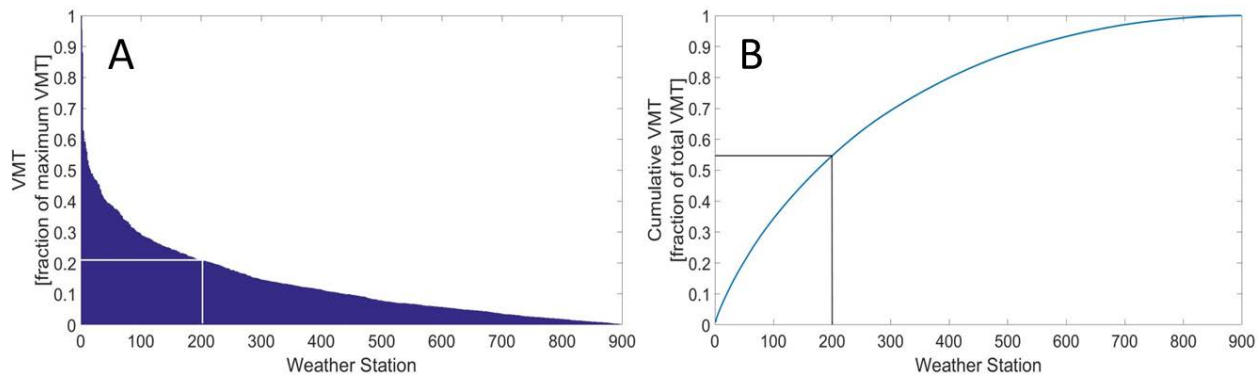 A
VMT
[fraction of maximum VMT]
1
0.9
0.8
0.7
0.6
0.5
0.4
0.3
0.2
0.1
0
0 100 200 300 400 500 600 700 800 900
Weather Station
B
Cumulative VMT
[fraction of total VMT]
1
0.9
0.8
0.7
0.6
0.5
0.4
0.3
0.2
0.1
0
0 100 200 300 400 500 600 700 800 900
Weather Station